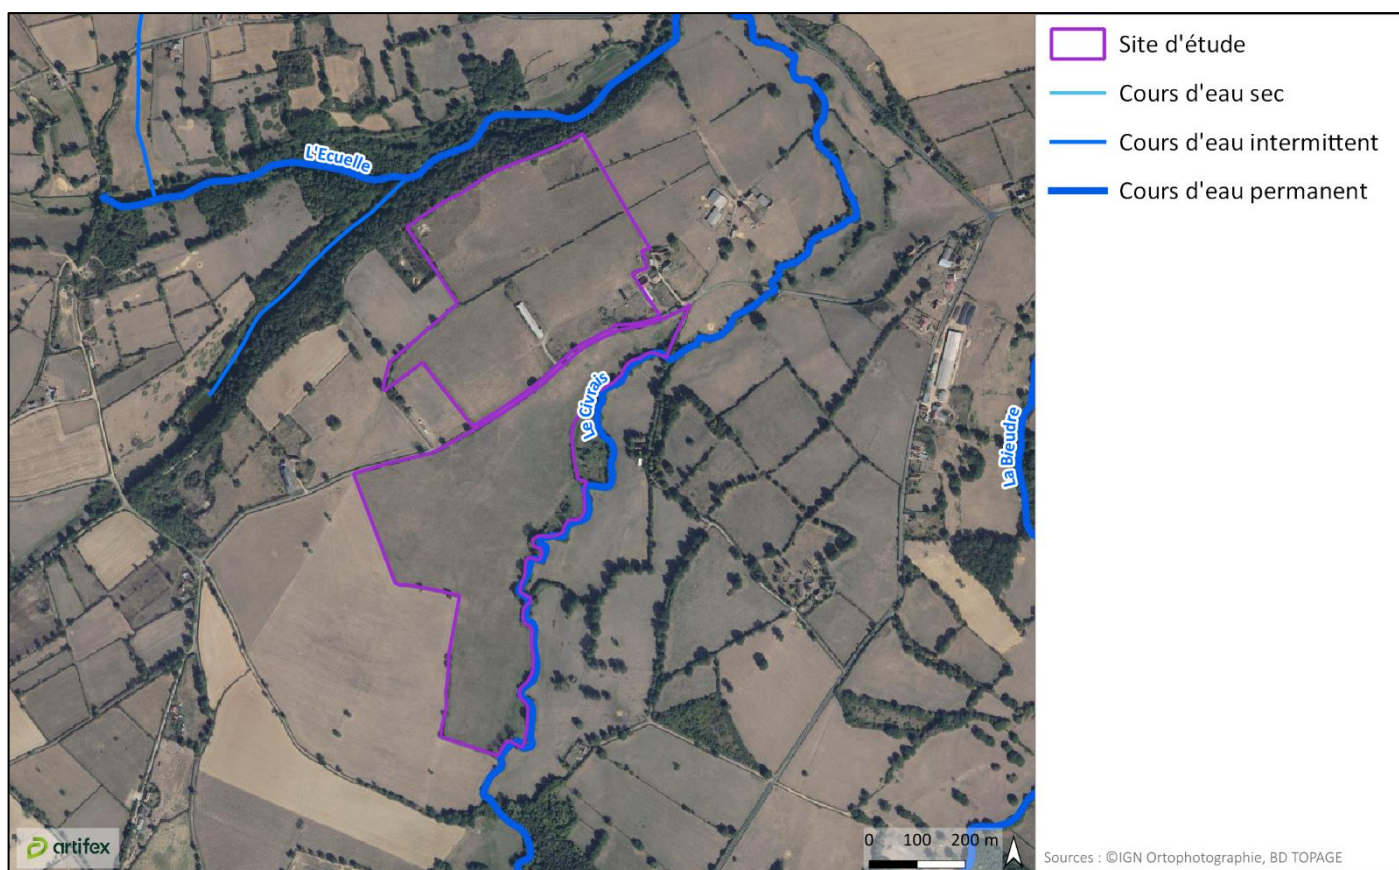 Site d'étude
Cours d'eau sec
Cours d'eau intermittent
Cours d'eau permanent
L'Ecuelle
Le Civrais
La Bieudre
artifex
0 100 200 m
Sources : ©IGN Ortophotographie, BD TOPAGE